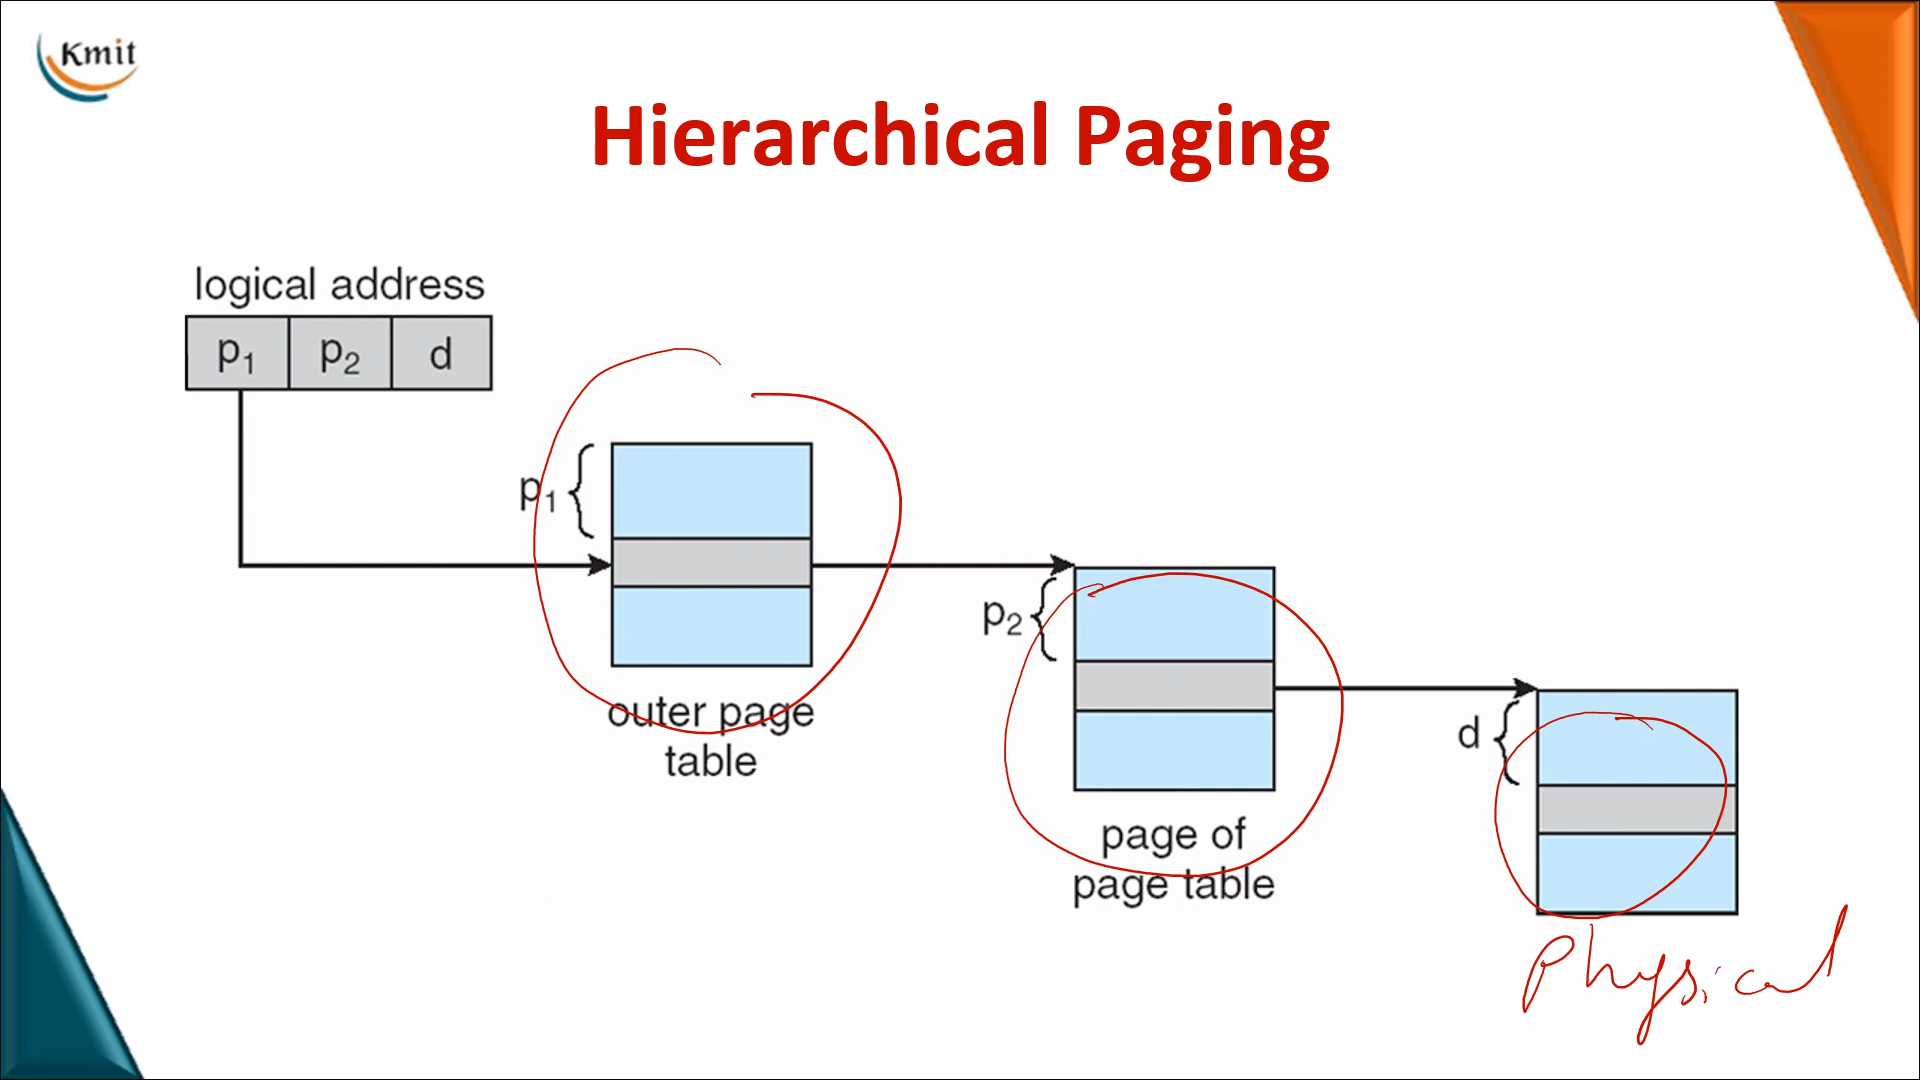 Kmit
Hierarchical Paging
logical address
p₁ p₂ d
p₁
outer page
table
p₂
page of
page table
d
Physical